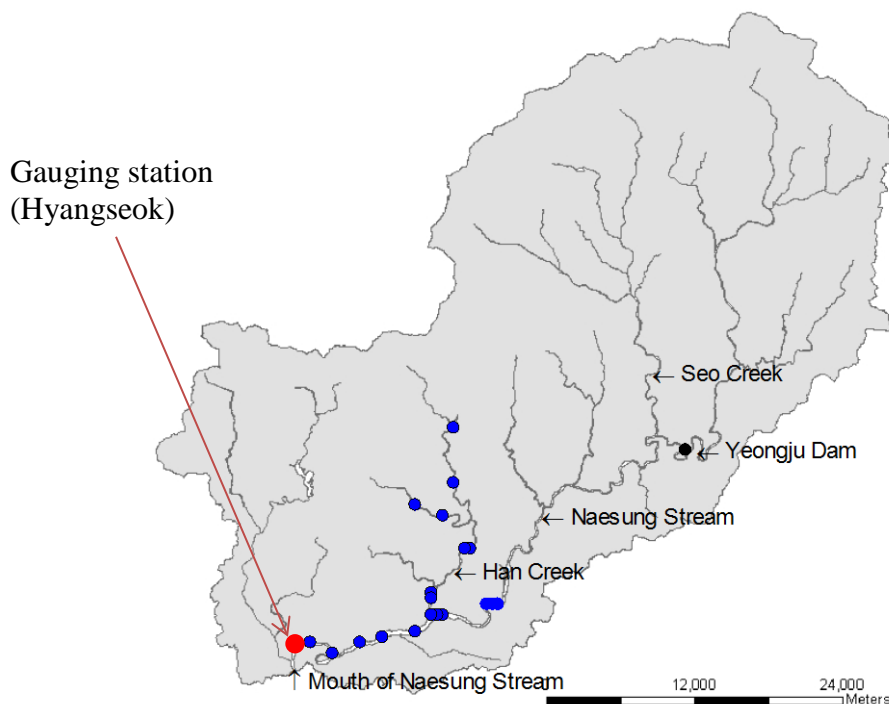 Gauging station
(Hyangseok)
← Seo Creek
← Yeongju Dam
← Naesung Stream
← Han Creek
↑ Mouth of Naesung Stream
0 12,000 24,000
Meters